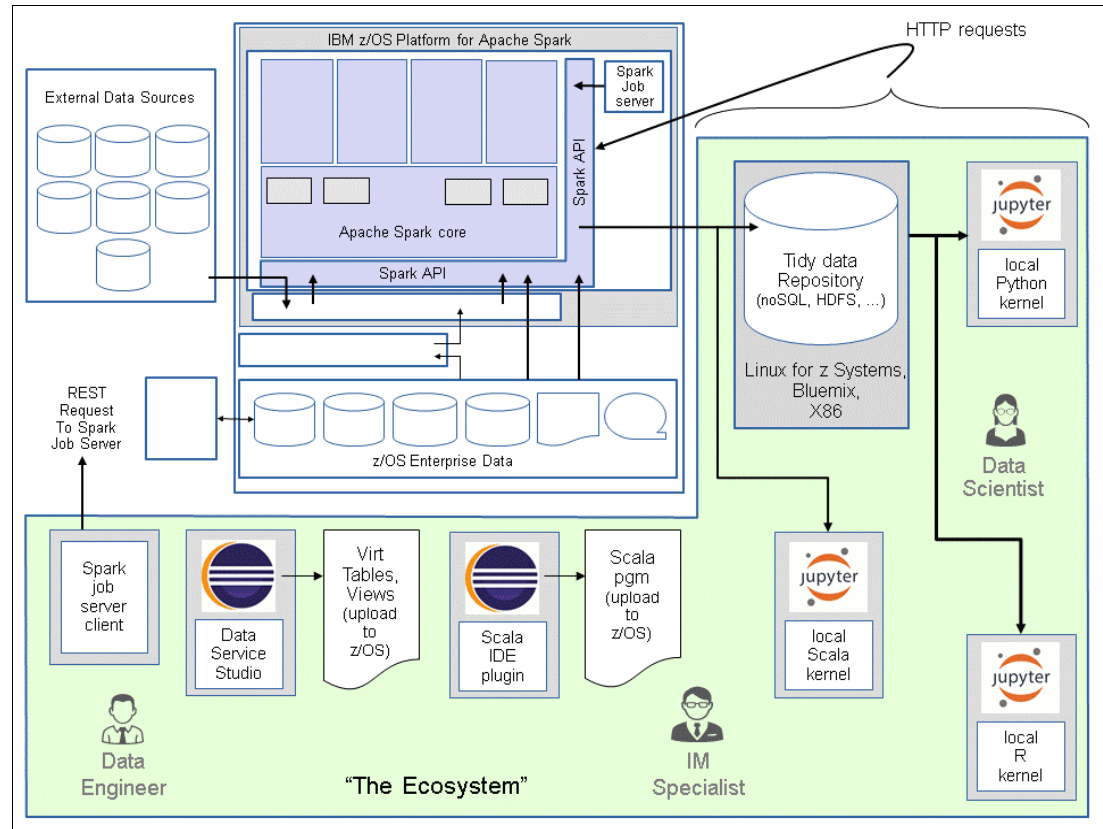 IBM z/OS Platform for Apache Spark
HTTP requests
External Data Sources
Spark
Job
server
Spark API
Apache Spark core
Spark API
Tidy data
Repository
(noSQL, HDFS, ...)
Linux for z Systems,
Bluemix,
X86
jupyter
local
Python
kernel
REST
Request
To Spark
Job Server
z/OS Enterprise Data
Data
Scientist
Spark
job
server
client
Data
Service
Studio
Virt
Tables,
Views
(upload
to
z/OS)
Scala
IDE
plugin
Scala
pgm
(upload
to
z/OS)
jupyter
local
Scala
kernel
jupyter
local
R
kernel
Data
Engineer
"The Ecosystem"
IM
Specialist